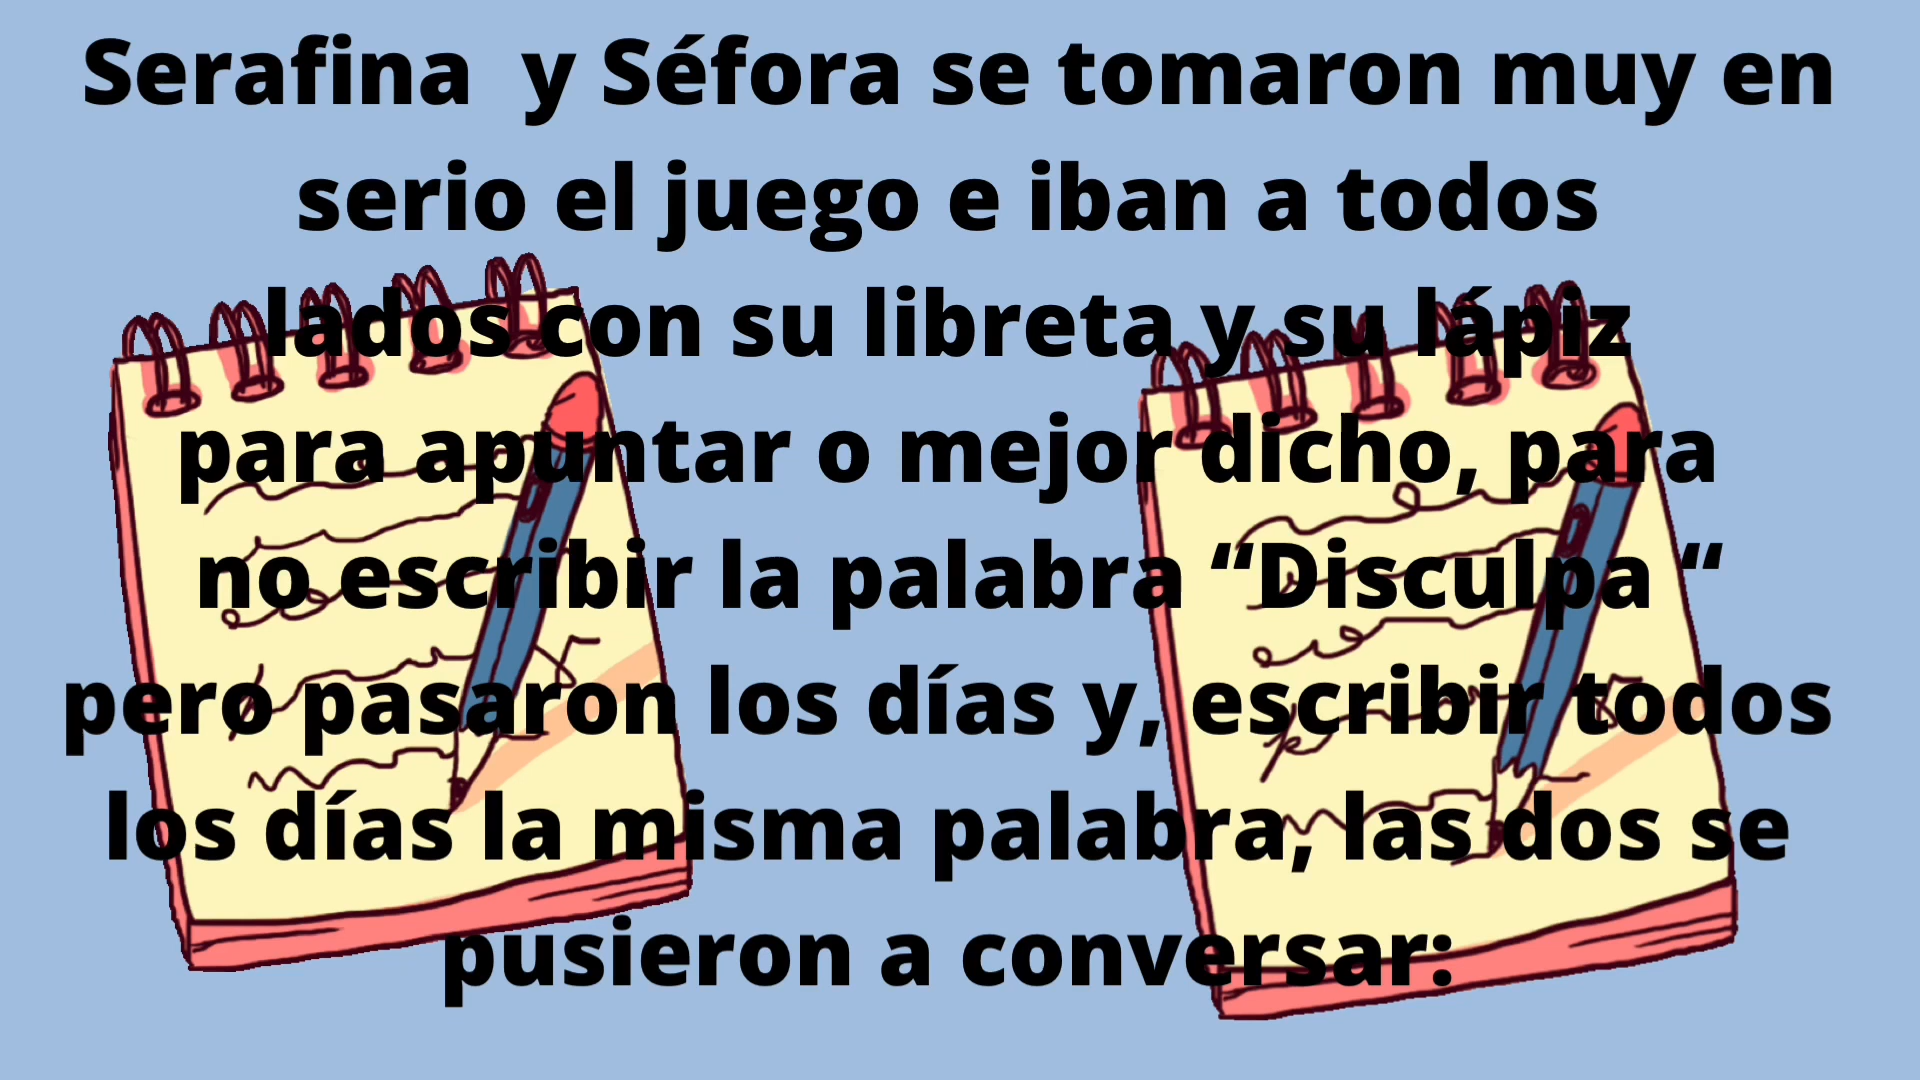 Serafina  y Séfora se tomaron muy en
serio el juego e iban a todos
lados con su libreta y su lápiz
para apuntar o mejor dicho, para
no escribir la palabra “Disculpa “
pero pasaron los días y, escribir todos
los días la misma palabra, las dos se
pusieron a conversar: